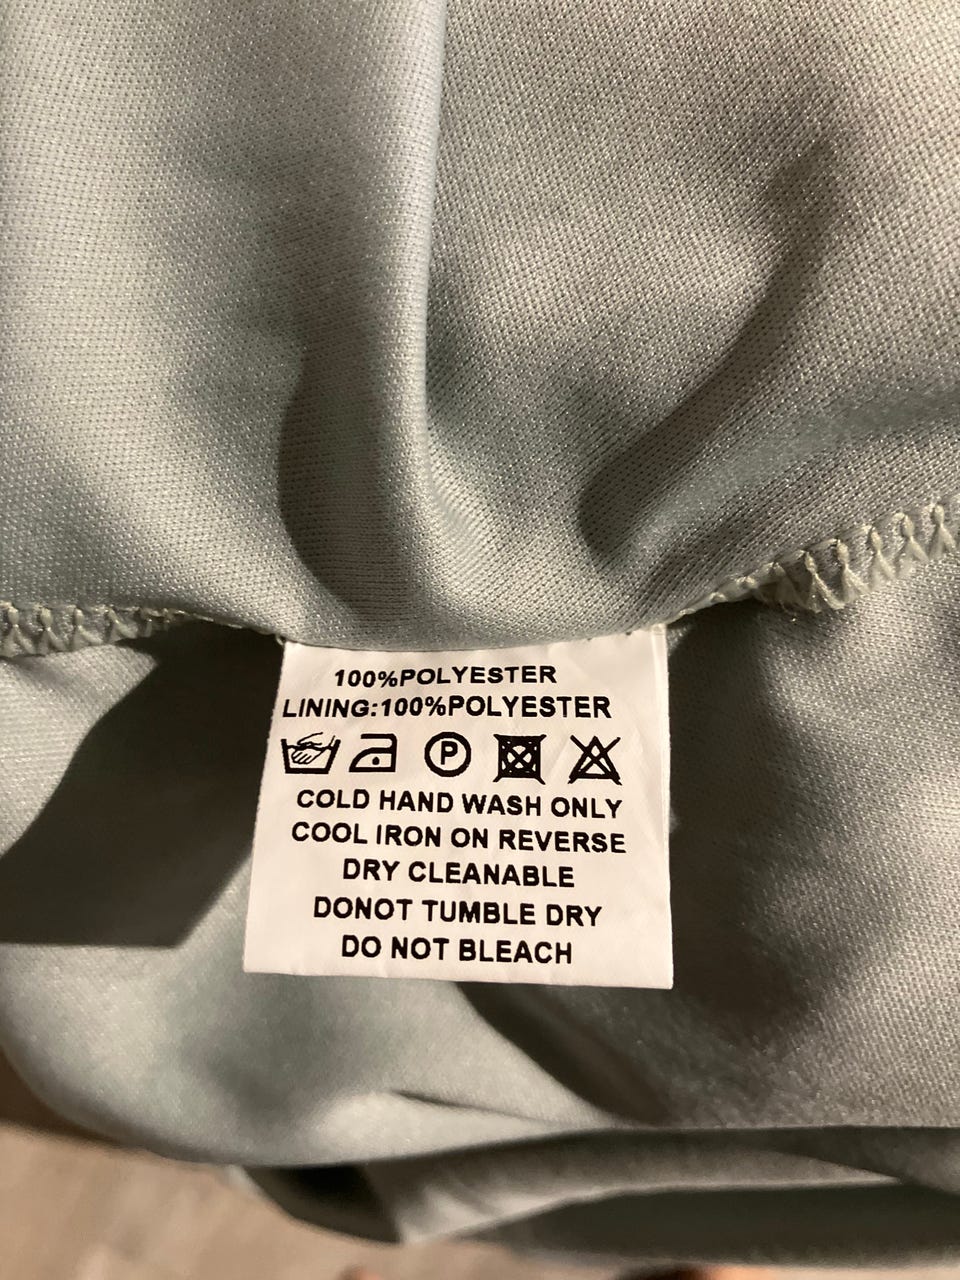 100%POLYESTER
LINING:100%POLYESTER
P
COLD HAND WASH ONLY
COOL IRON ON REVERSE
DRY CLEANABLE
DONOT TUMBLE DRY
DO NOT BLEACH